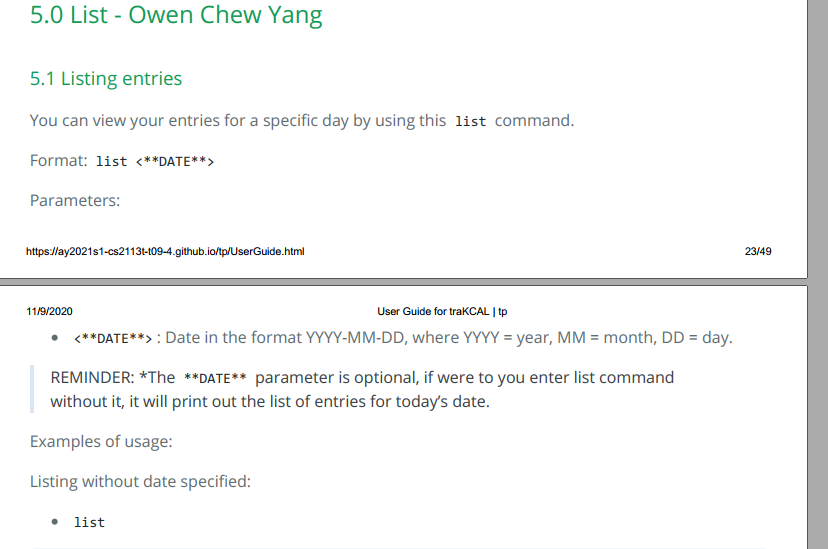 5.0 List - Owen Chew Yang
5.1 Listing entries
You can view your entries for a specific day by using this list command.
Format: list <**DATE**>
Parameters:
https://ay2021s1-cs2113t-t09-4.github.io/tp/UserGuide.html 23/49
11/9/2020 User Guide for traKCAL | tp
• <**DATE**> : Date in the format YYYY-MM-DD, where YYYY = year, MM = month, DD = day.
REMINDER: *The **DATE** parameter is optional, if were to you enter list command
without it, it will print out the list of entries for today’s date.
Examples of usage:
Listing without date specified:
• list